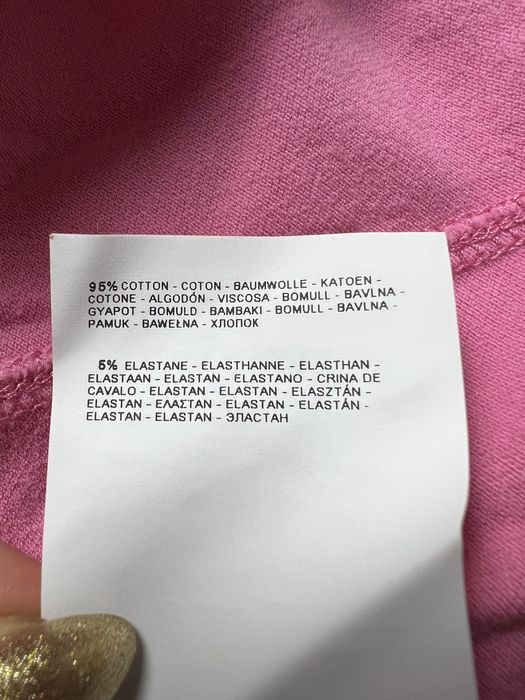 95% COTTON - COTON - BAUMWOLLE - KATOEN -
COTONE - ALGODÓN - VISCOSA - BOMULL - BAVLNA -
GYAPOT - BOMULD - BAMBAKI - BOMULL - BAVLNA -
PAMUK - BAWEŁNA - ХЛОПОК
5% ELASTANE - ELASTHANNE - ELASTHAN -
ELASTAAN - ELASTAN - ELASTANO - CRINA DE
CAVALO - ELASTAN - ELASTAN - ELASZTÁN -
ELASTAN - ΕΛΑΣΤΑΝ - ELASTAN - ELASTÁN -
ELASTAN - ELASTAN - ЭЛАСТАН